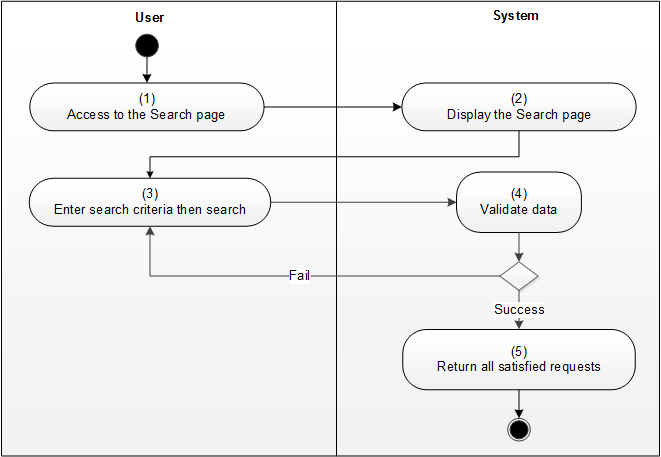 User
System
(1)
Access to the Search page
(2)
Display the Search page
(3)
Enter search criteria then search
(4)
Validate data
Fail
Success
(5)
Return all satisfied requests